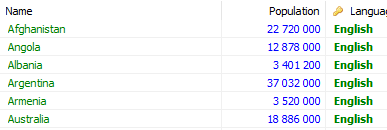 Name Population Langua
Afghanistan 22 720 000 English
Angola 12 878 000 English
Albania 3 401 200 English
Argentina 37 032 000 English
Armenia 3 520 000 English
Australia 18 886 000 English